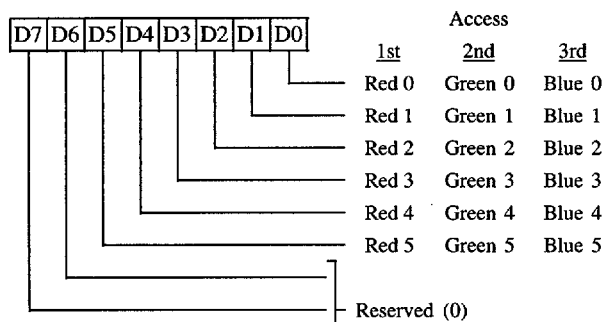 Access
D7 D6 D5 D4 D3 D2 D1 D0
1st 2nd 3rd
Red 0 Green 0 Blue 0
Red 1 Green 1 Blue 1
Red 2 Green 2 Blue 2
Red 3 Green 3 Blue 3
Red 4 Green 4 Blue 4
Red 5 Green 5 Blue 5
Reserved (0)